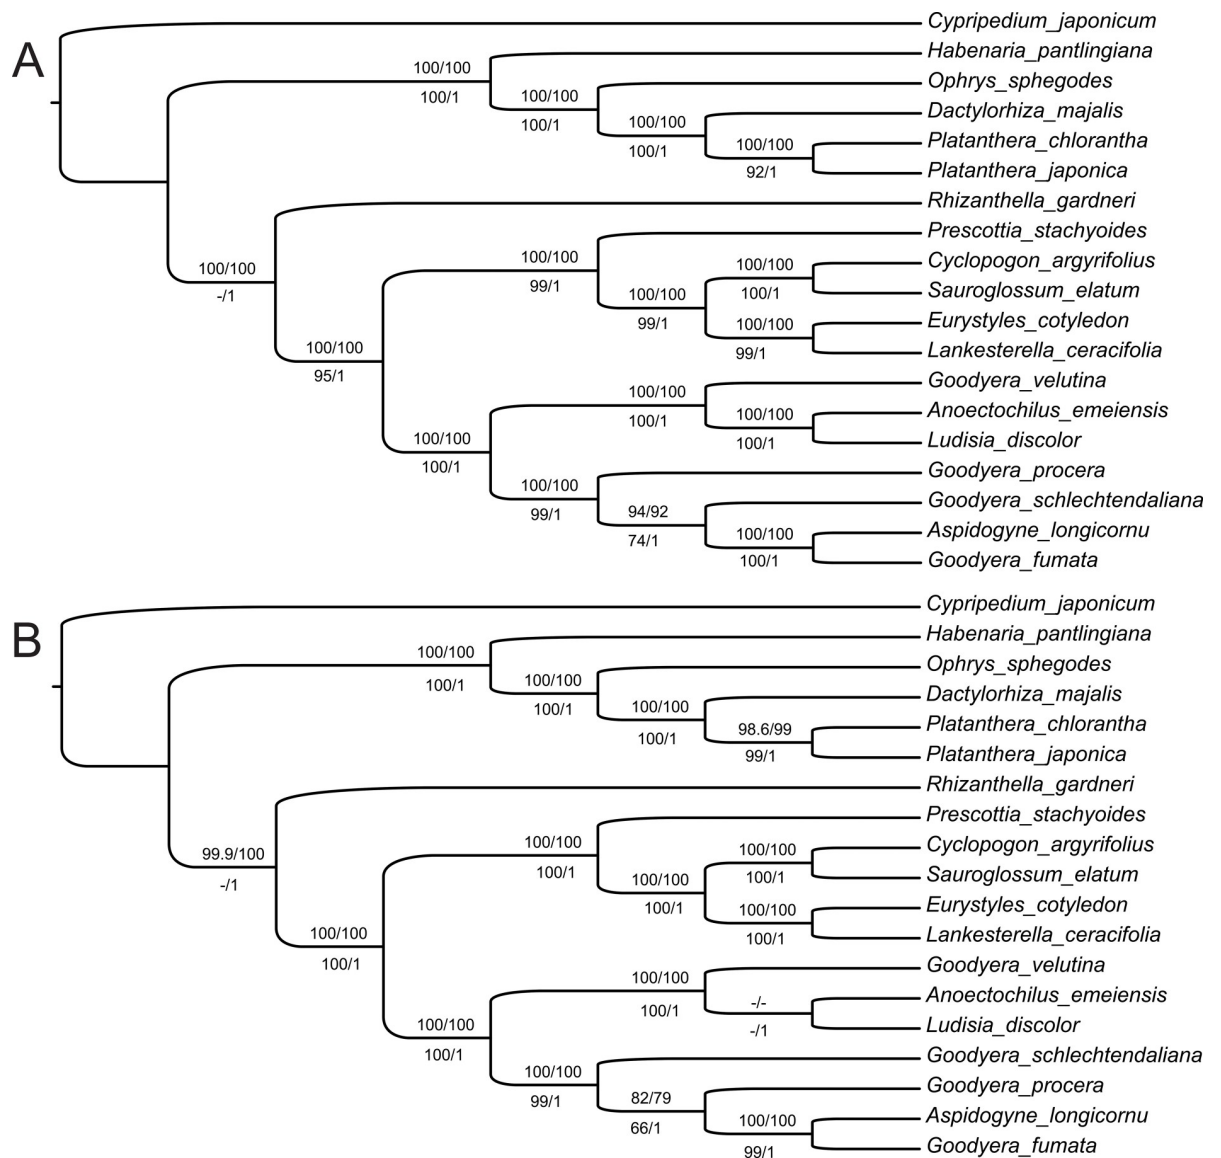 Cypripedium_japonicum
A
Habenaria_pantlingiana
100/100
100/1
Ophrys_sphegodes
100/100
100/1
Dactylorhiza_majalis
100/100
100/1
Platanthera_chlorantha
100/100
92/1
Platanthera_japonica
Rhizanthella_gardneri
Prescottia_stachyoides
100/100
99/1
Cyclopogon_argyrifolius
100/100
100/1
Sauroglossum_elatum
100/100
-/1
100/100
99/1
Eurystyles_cotyledon
100/100
99/1
Lankesterella_ceracifolia
100/100
95/1
Goodyera_velutina
100/100
100/1
Anoectochilus_emeiensis
100/100
100/1
Ludisia_discolor
100/100
100/1
Goodyera_procera
100/100
99/1
Goodyera_schlechtendaliana
94/92
74/1
Aspidogyne_longicornu
100/100
100/1
Goodyera_fumata
Cypripedium_japonicum
B
Habenaria_pantlingiana
100/100
100/1
Ophrys_sphegodes
100/100
100/1
Dactylorhiza_majalis
100/100
100/1
Platanthera_chlorantha
98.6/99
99/1
Platanthera_japonica
Rhizanthella_gardneri
Prescottia_stachyoides
100/100
100/1
Cyclopogon_argyrifolius
100/100
100/1
Sauroglossum_elatum
99.9/100
-/1
100/100
100/1
Eurystyles_cotyledon
100/100
100/1
Lankesterella_ceracifolia
100/100
100/1
Goodyera_velutina
100/100
100/1
Anoectochilus_emeiensis
-/-
-/1
Ludisia_discolor
100/100
100/1
Goodyera_schlechtendaliana
100/100
99/1
Goodyera_procera
82/79
66/1
Aspidogyne_longicornu
100/100
99/1
Goodyera_fumata